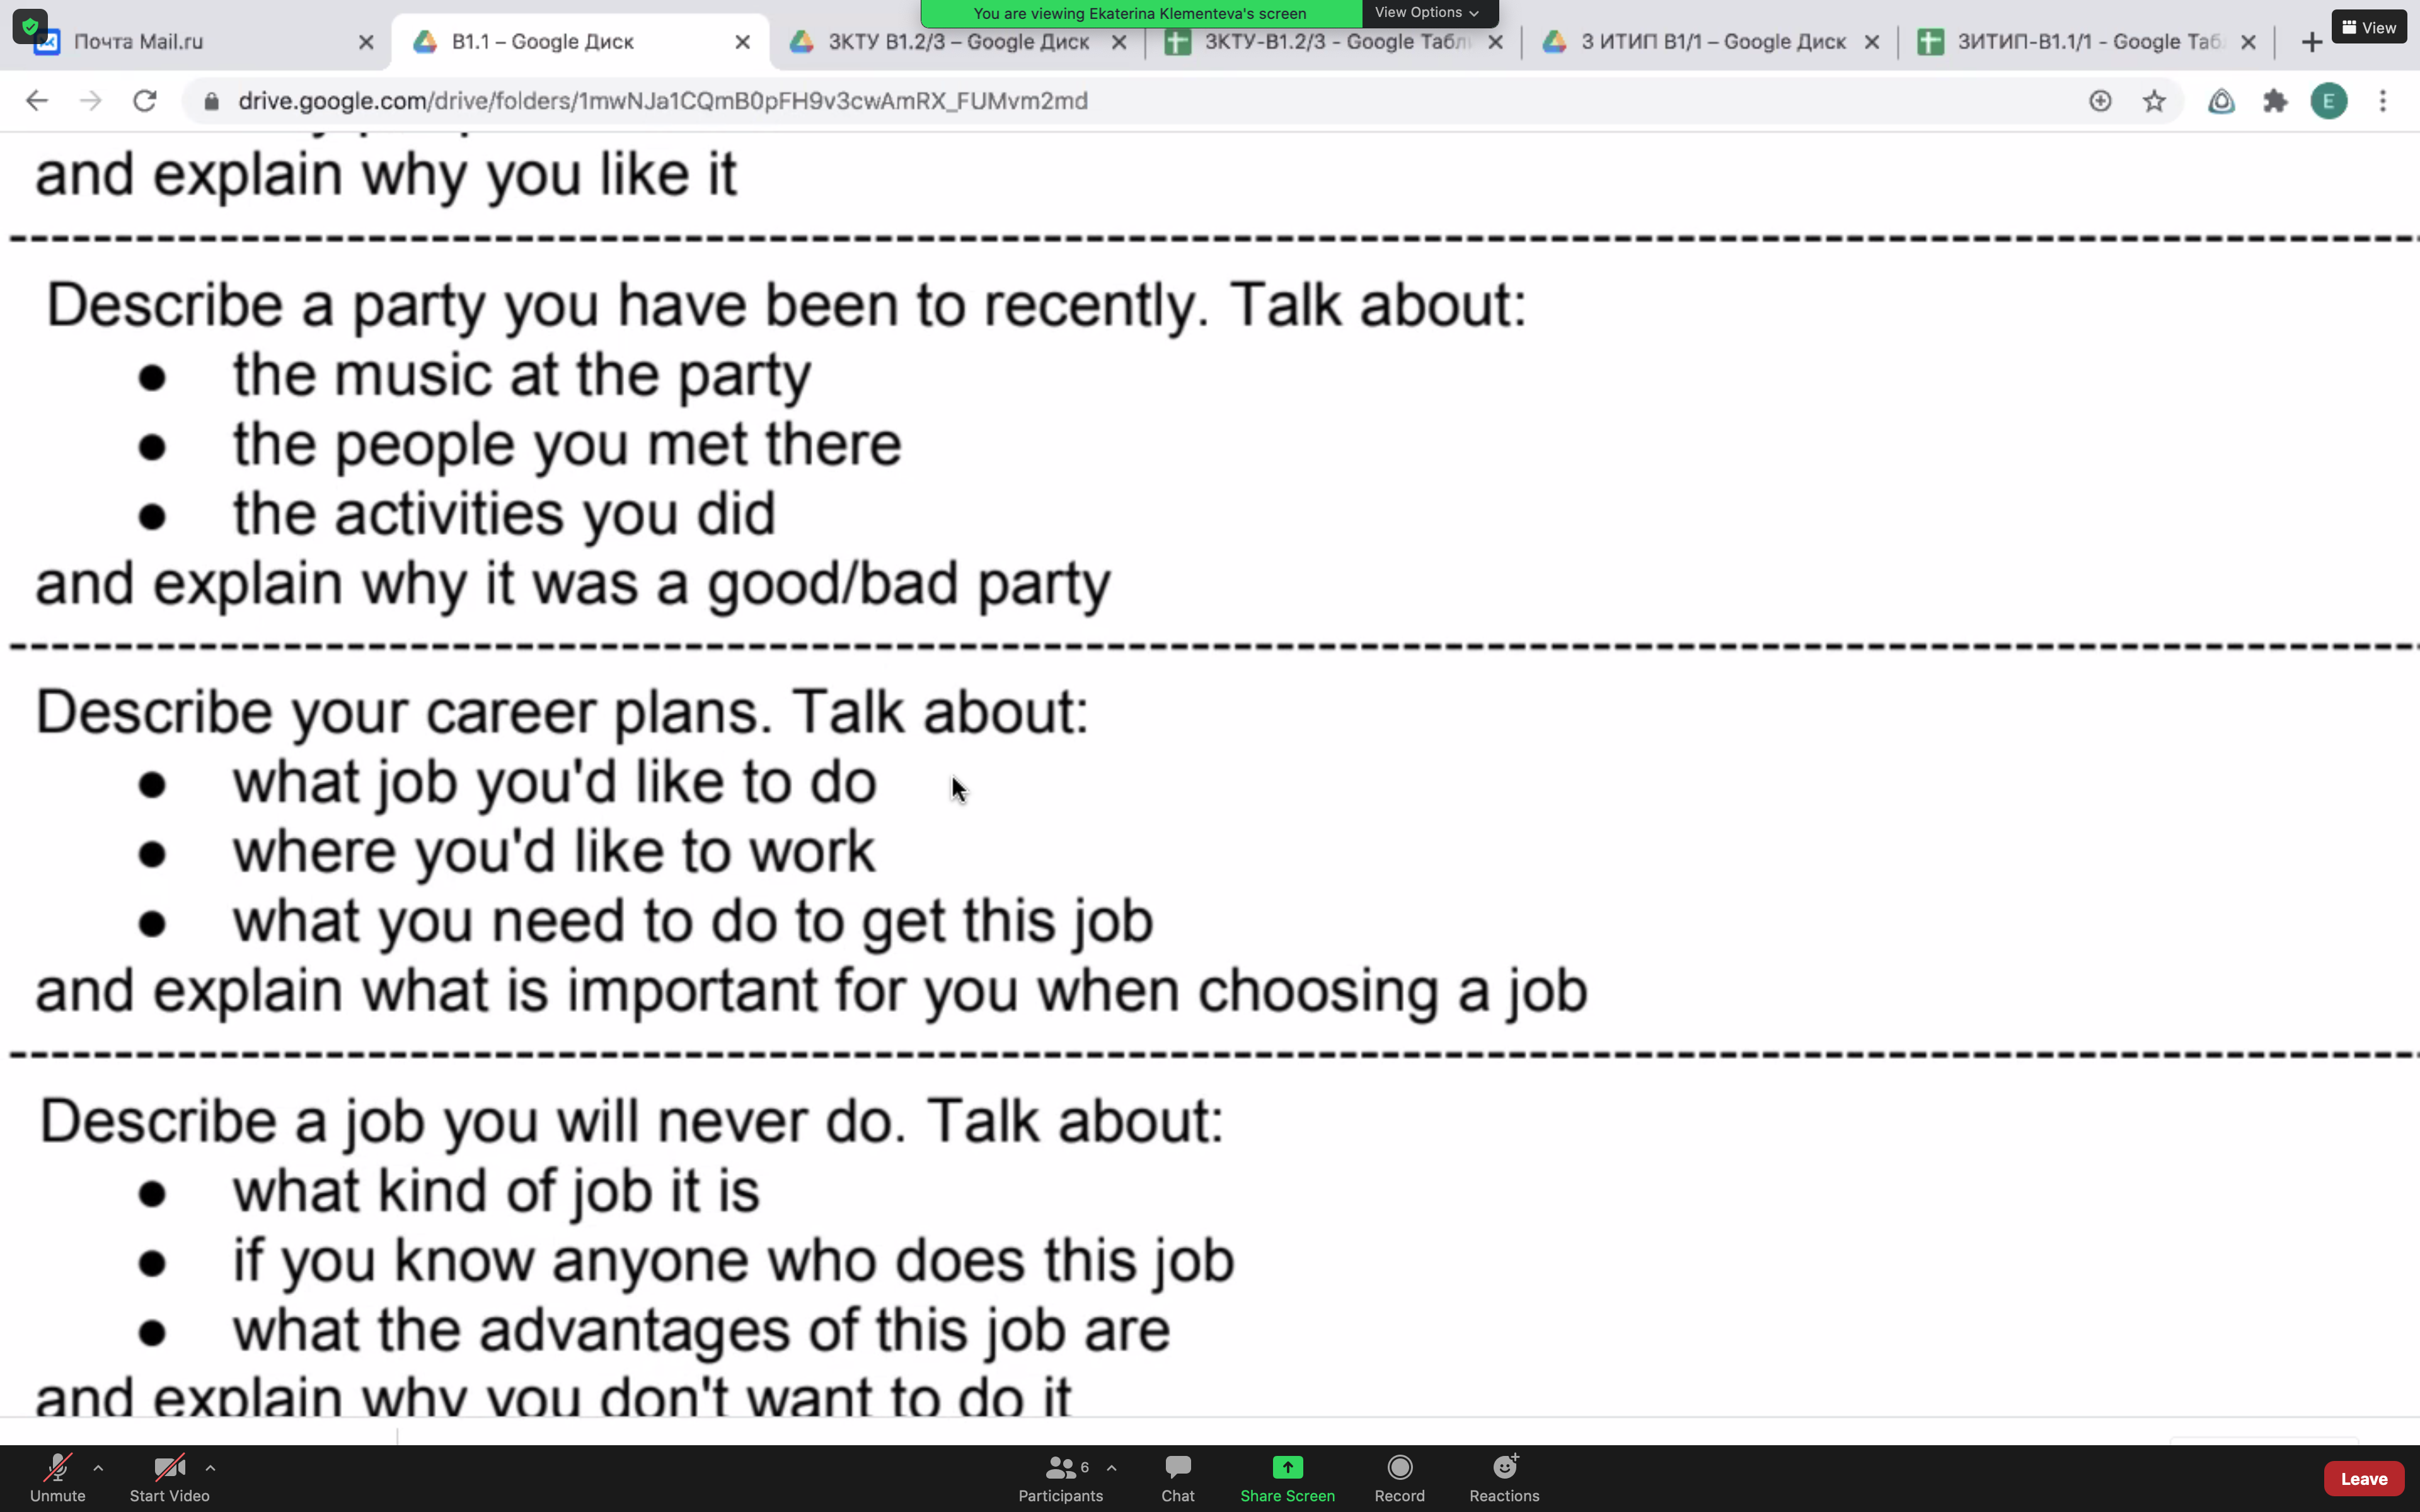 You are viewing Ekaterina Klementeva's screen View Options
View
Почта Mail.ru
B1.1 – Google Диск
3КТУ B1.2/3 – Google Диск
3КТУ-B1.2/3 - Google Табл
3 ИТИП B1/1 – Google Диск
3ИТИП-B1.1/1 - Google Таб
drive.google.com/drive/folders/1mwNJa1CQmB0pFH9v3cwAmRX_FUMvm2md
E
and explain why you like it
Describe a party you have been to recently. Talk about:
● the music at the party
● the people you met there
● the activities you did
and explain why it was a good/bad party
Describe your career plans. Talk about:
● what job you'd like to do
● where you'd like to work
● what you need to do to get this job
and explain what is important for you when choosing a job
Describe a job you will never do. Talk about:
● what kind of job it is
● if you know anyone who does this job
● what the advantages of this job are
and explain why you don't want to do it
6
Unmute Start Video Participants Chat Share Screen Record Reactions Leave